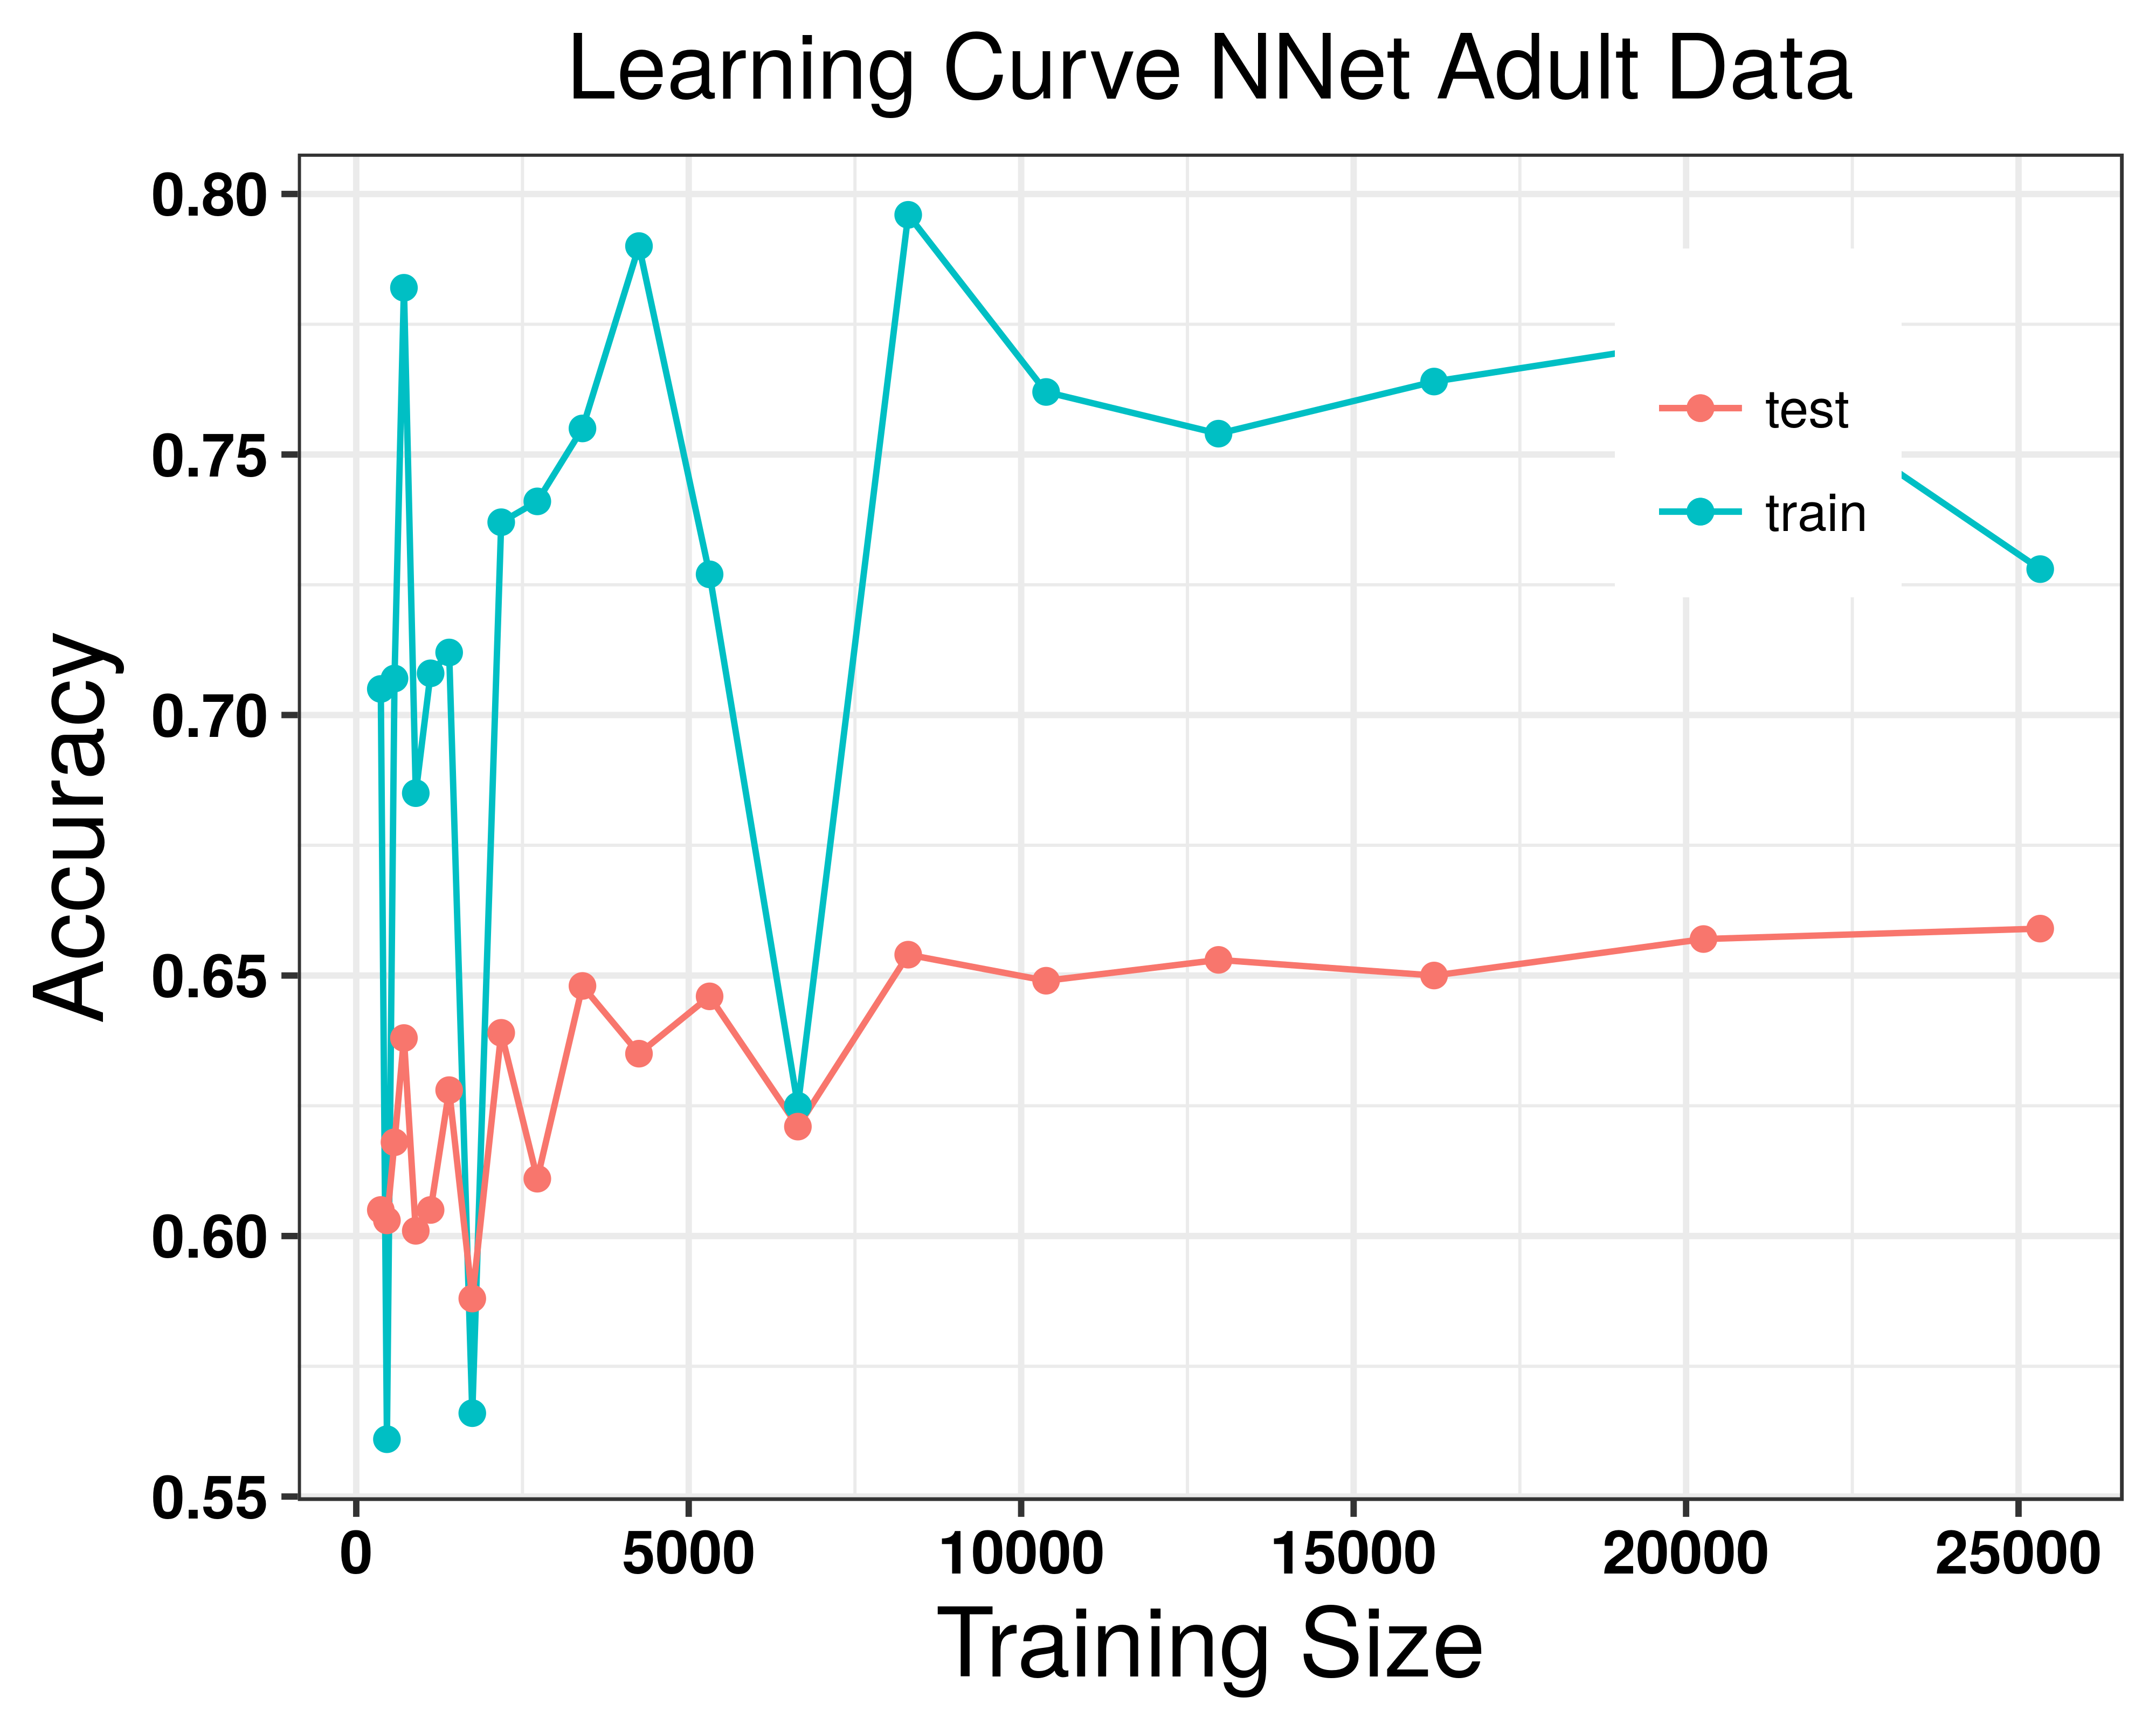 Learning Curve NNet Adult Data
0.80
0.75
0.70
0.65
0.60
0.55
Accuracy
test
train
0 5000 10000 15000 20000 25000
Training Size